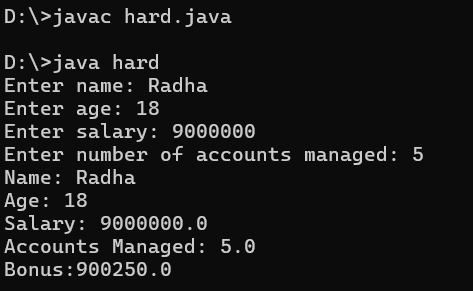 D:\>javac hard.java
D:\>java hard
Enter name: Radha
Enter age: 18
Enter salary: 9000000
Enter number of accounts managed: 5
Name: Radha
Age: 18
Salary: 9000000.0
Accounts Managed: 5.0
Bonus:900250.0